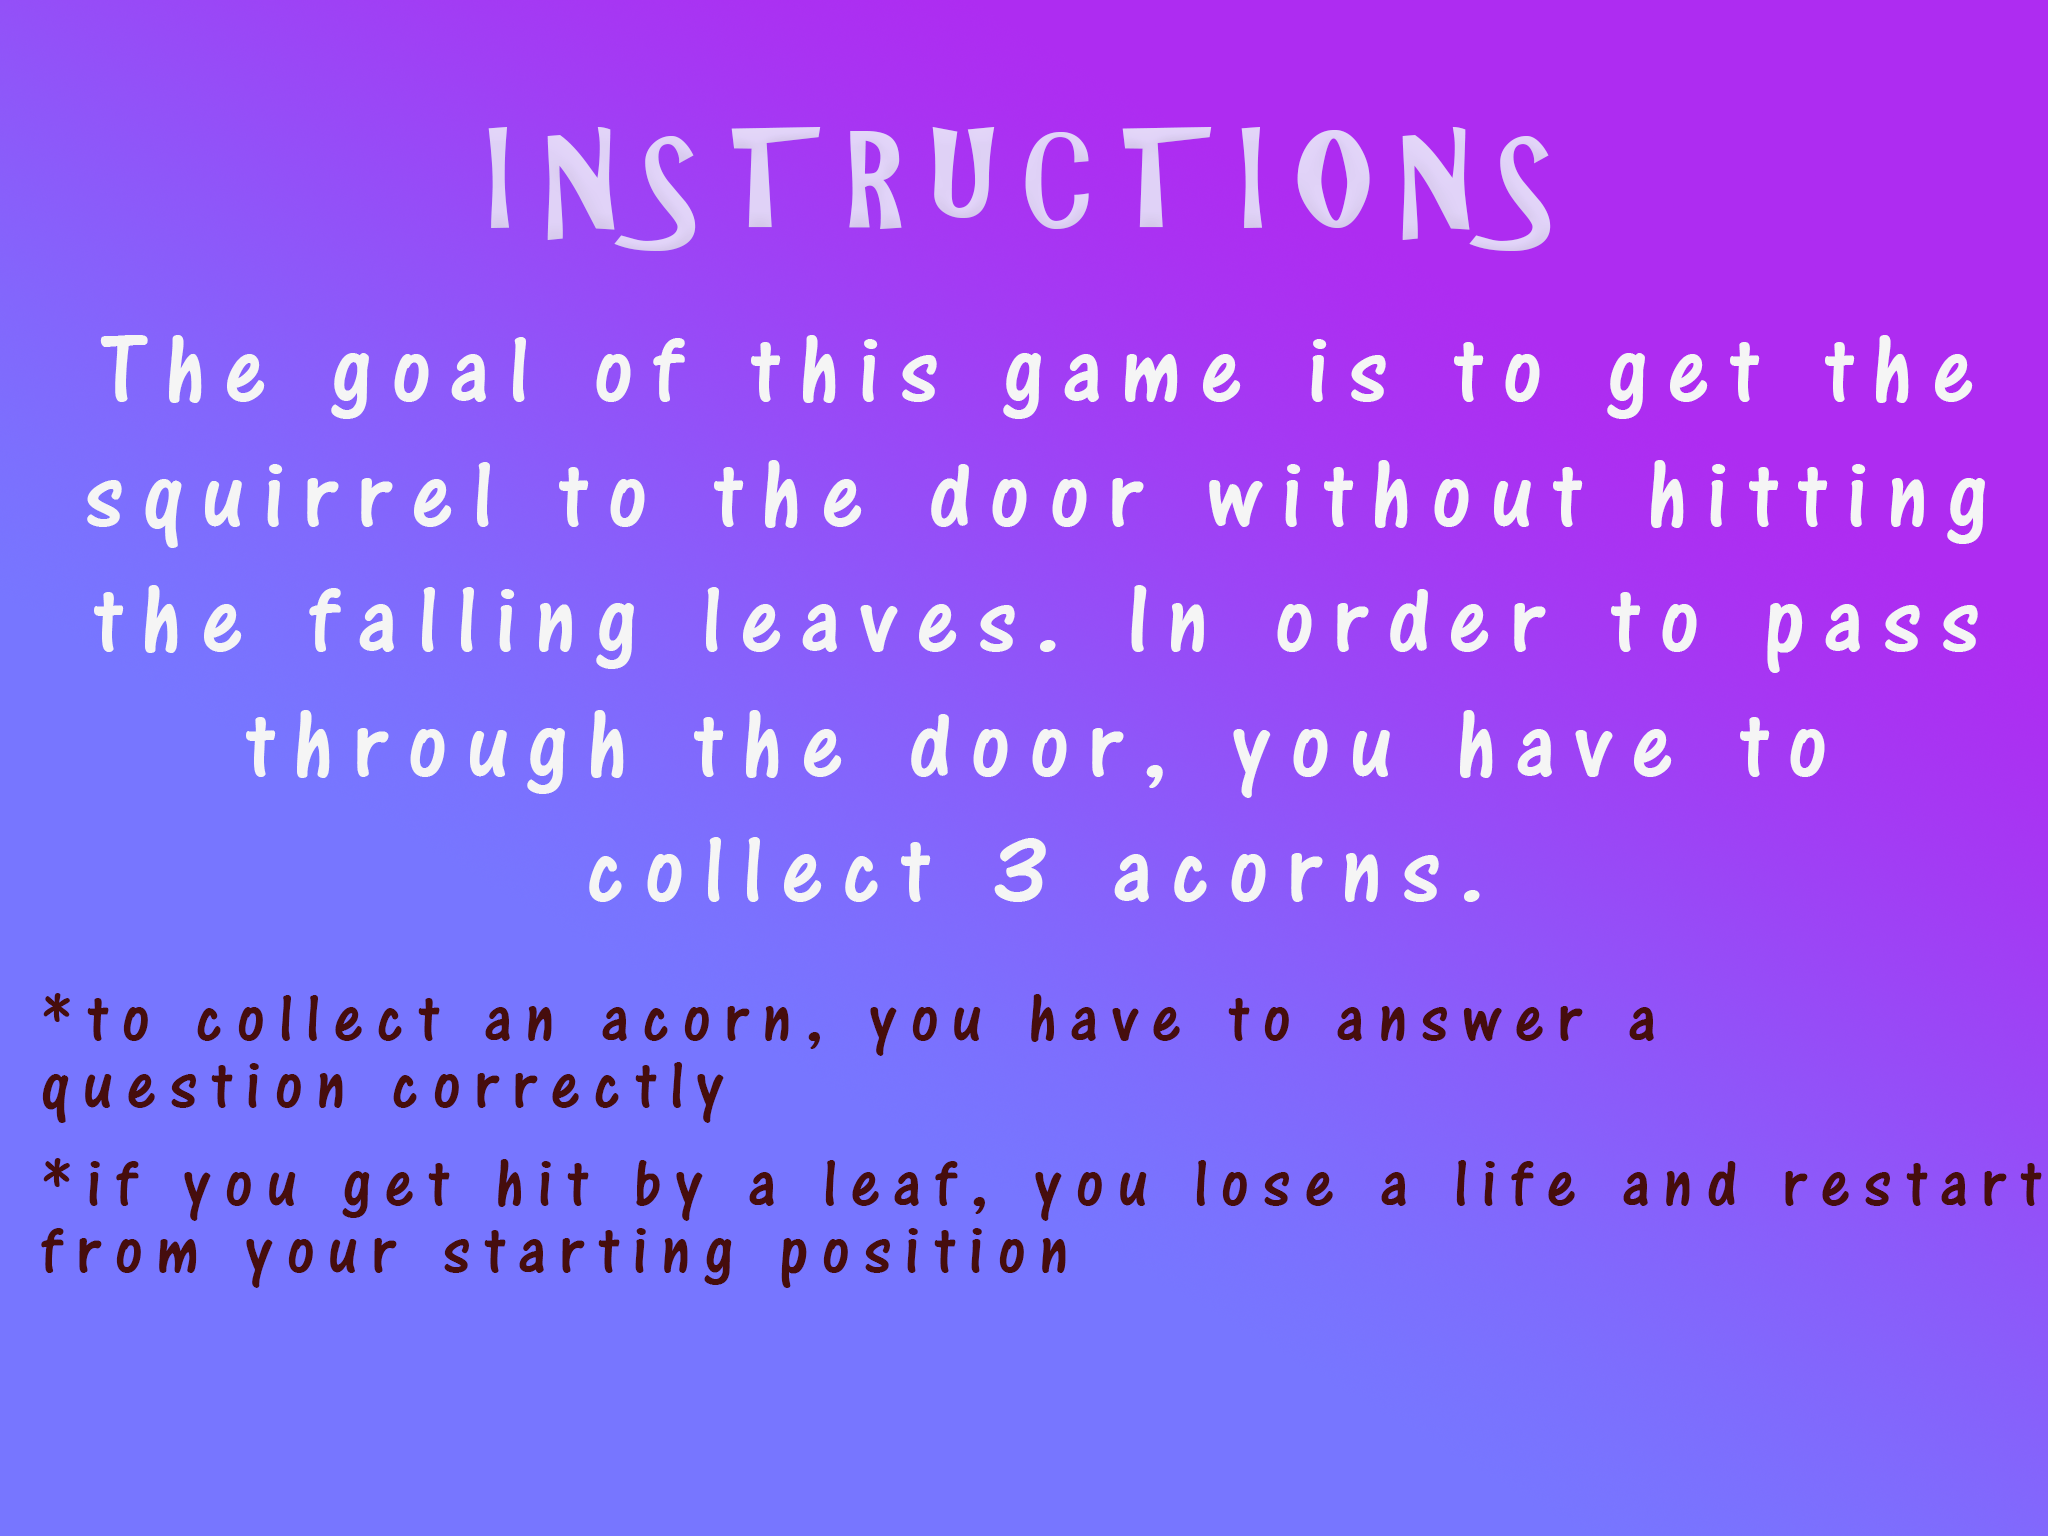 INSTRUCTIONS
The goal of this game is to get the
squirrel to the door without hitting
the falling leaves. In order to pass
through the door, you have to
collect 3 acorns.
*to collect an acorn, you have to answer a
question correctly
*if you get hit by a leaf, you lose a life and restart
from your starting position